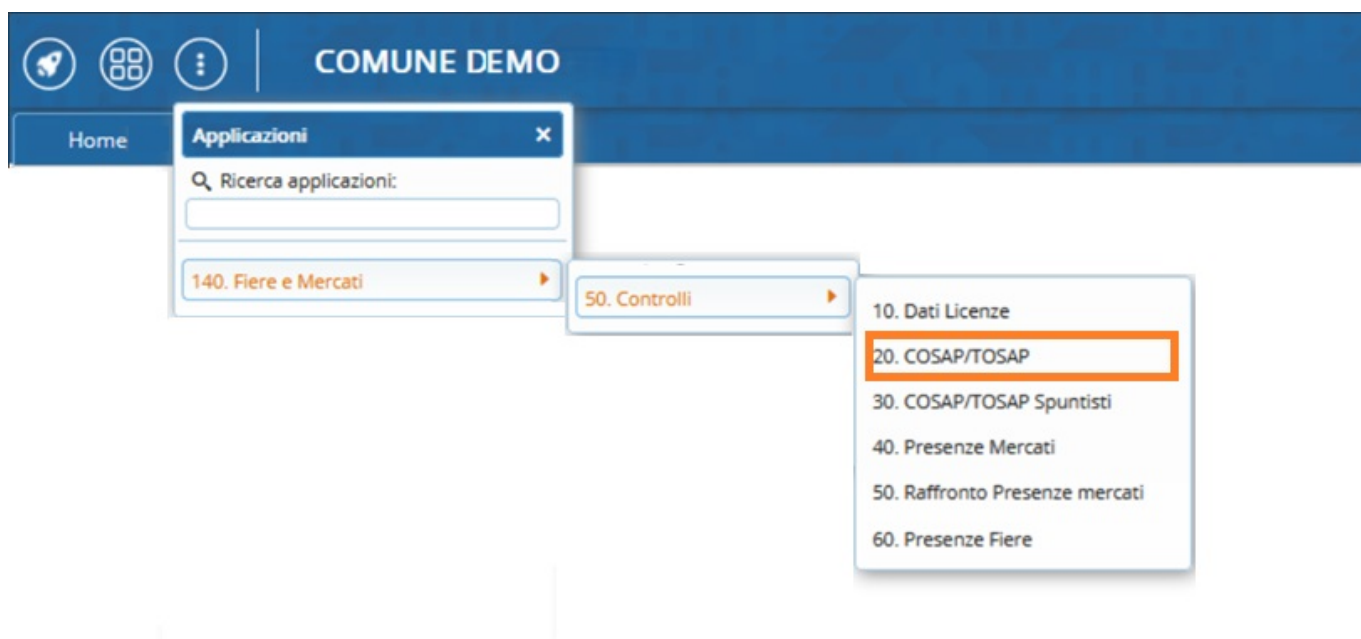 COMUNE DEMO
Home
Applicazioni ×
Ricerca applicazioni:
140. Fiere e Mercati
50. Controlli
10. Dati Licenze
20. COSAP/TOSAP
30. COSAP/TOSAP Spuntisti
40. Presenze Mercati
50. Raffronto Presenze mercati
60. Presenze Fiere